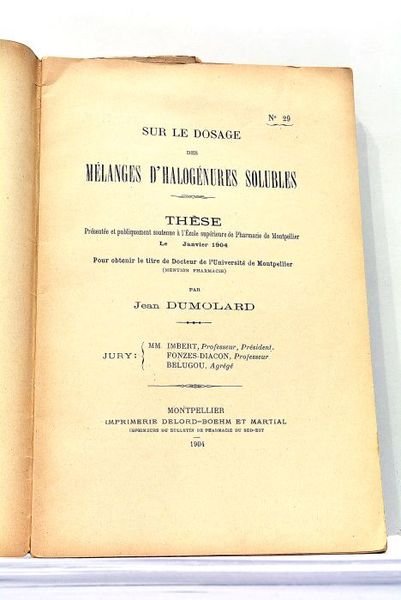 N° 29
SUR LE DOSAGE
DES
MÉLANGES D'HALOGÉNURES SOLUBLES
THÈSE
Présentée et publiquement soutenue à l'École supérieure de Pharmacie de Montpellier
Le Janvier 1904
Pour obtenir le titre de Docteur de l'Université de Montpellier
(MENTION PHARMACIE)
PAR
Jean DUMOLARD
JURY: { MM. IMBERT, Professeur, Président.
FONZES-DIACON, Professeur
BELUGOU, Agrégé
MONTPELLIER
IMPRIMERIE DELORD-BOEHM ET MARTIAL
IMPRIMEURS DU BULLETIN DE PHARMACIE DU SUD-EST
1904